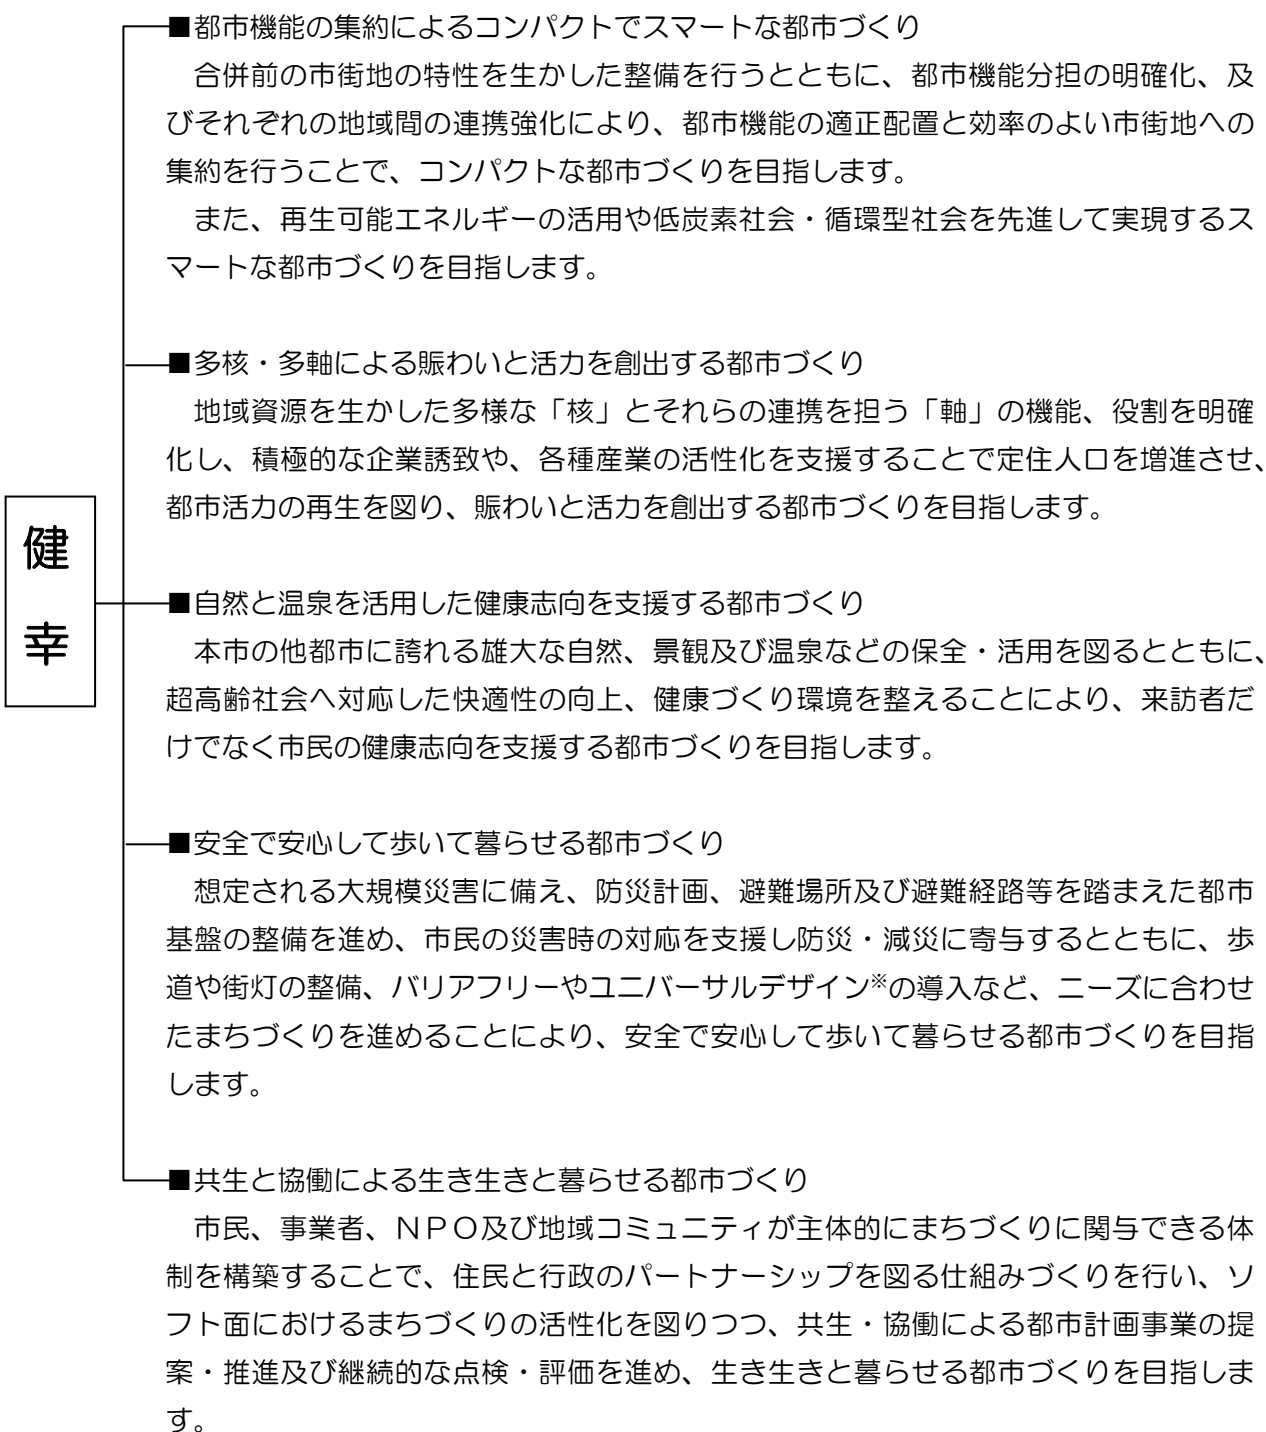 ■都市機能の集約によるコンパクトでスマートな都市づくり
合併前の市街地の特性を生かした整備を行うとともに、都市機能分担の明確化、及
びそれぞれの地域間の連携強化により、都市機能の適正配置と効率のよい市街地への
集約を行うことで、コンパクトな都市づくりを目指します。
また、再生可能エネルギーの活用や低炭素社会・循環型社会を先進して実現するス
マートな都市づくりを目指します。
■多核・多軸による賑わいと活力を創出する都市づくり
地域資源を生かした多様な「核」とそれらの連携を担う「軸」の機能、役割を明確
化し、積極的な企業誘致や、各種産業の活性化を支援することで定住人口を増進させ、
都市活力の再生を図り、賑わいと活力を創出する都市づくりを目指します。
健
幸
■自然と温泉を活用した健康志向を支援する都市づくり
本市の他都市に誇れる雄大な自然、景観及び温泉などの保全・活用を図るとともに、
超高齢社会へ対応した快適性の向上、健康づくり環境を整えることにより、来訪者だ
けでなく市民の健康志向を支援する都市づくりを目指します。
■安全で安心して歩いて暮らせる都市づくり
想定される大規模災害に備え、防災計画、避難場所及び避難経路等を踏まえた都市
基盤の整備を進め、市民の災害時の対応を支援し防災・減災に寄与するとともに、歩
道や街灯の整備、バリアフリーやユニバーサルデザイン※の導入など、ニーズに合わせ
たまちづくりを進めることにより、安全で安心して歩いて暮らせる都市づくりを目指
します。
■共生と協働による生き生きと暮らせる都市づくり
市民、事業者、ＮＰＯ及び地域コミュニティが主体的にまちづくりに関与できる体
制を構築することで、住民と行政のパートナーシップを図る仕組みづくりを行い、ソ
フト面におけるまちづくりの活性化を図りつつ、共生・協働による都市計画事業の提
案・推進及び継続的な点検・評価を進め、生き生きと暮らせる都市づくりを目指しま
す。